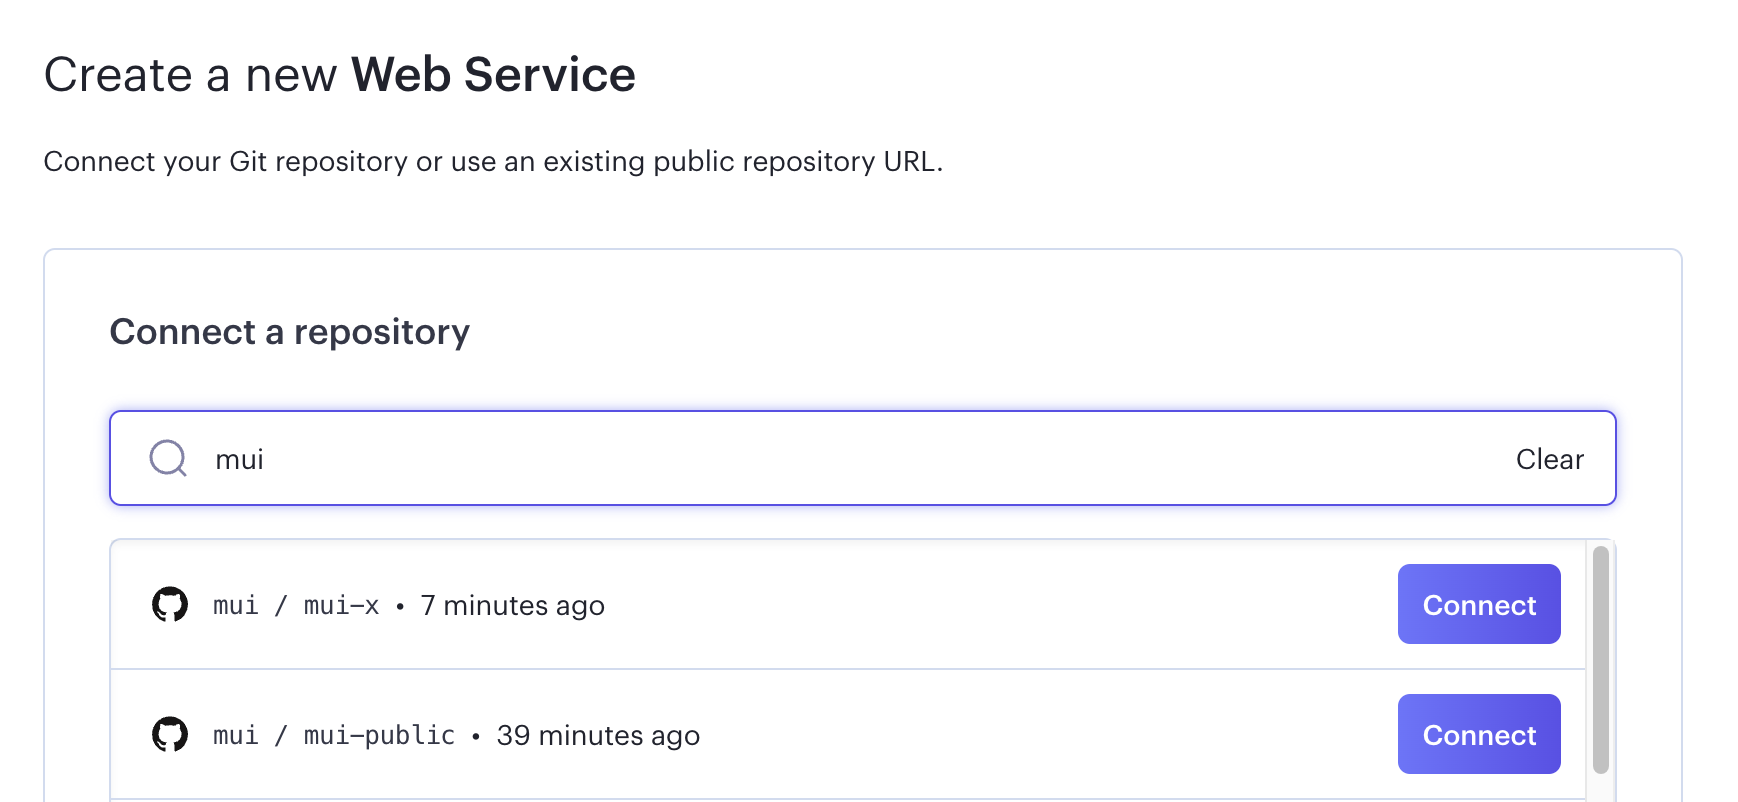 Create a new Web Service
Connect your Git repository or use an existing public repository URL.
Connect a repository
mui Clear
mui / mui-x • 7 minutes ago Connect
mui / mui-public • 39 minutes ago Connect